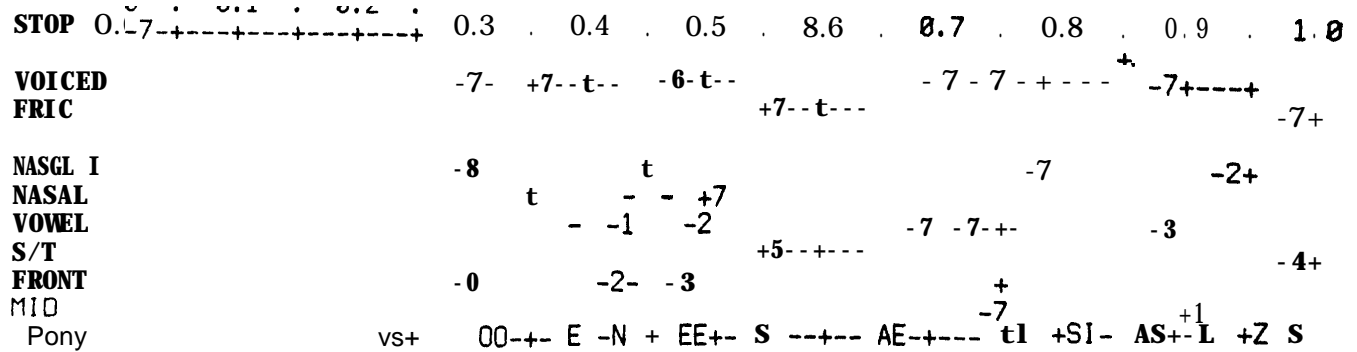 STOP 0.-7-+---+---+---+---+ 0.3 . 0.4 . 0.5 . 8.6 . 0.7 . 0.8 . 0.9 . 1.0
VOICED -7- +7--t-- -6-t-- -7-7-+--- +. -7+---+
FRIC +7--t--- -7+
NASGL I -8 t -7 -2+
NASAL t - - +7
VOWEL - -1 -2 -7 -7-+- -3
S/T +5--+--- -4+
FRONT -0 -2- -3 +
MID -7 +1
Pony vs+ OO-+- E -N + EE+- S --+-- AE-+--- tl +SI- AS+-L +Z S